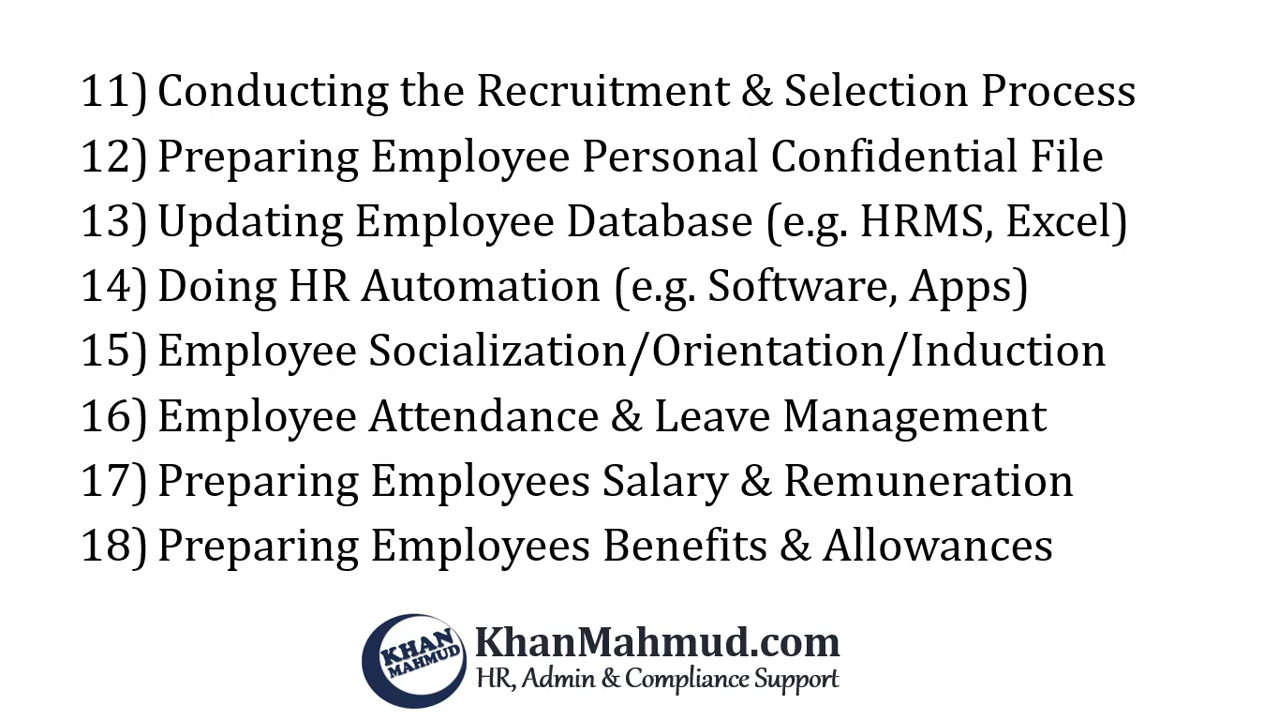 11) Conducting the Recruitment & Selection Process
12) Preparing Employee Personal Confidential File
13) Updating Employee Database (e.g. HRMS, Excel)
14) Doing HR Automation (e.g. Software, Apps)
15) Employee Socialization/Orientation/Induction
16) Employee Attendance & Leave Management
17) Preparing Employees Salary & Remuneration
18) Preparing Employees Benefits & Allowances
KHAN
MAHMUD
KhanMahmud.com
HR, Admin & Compliance Support